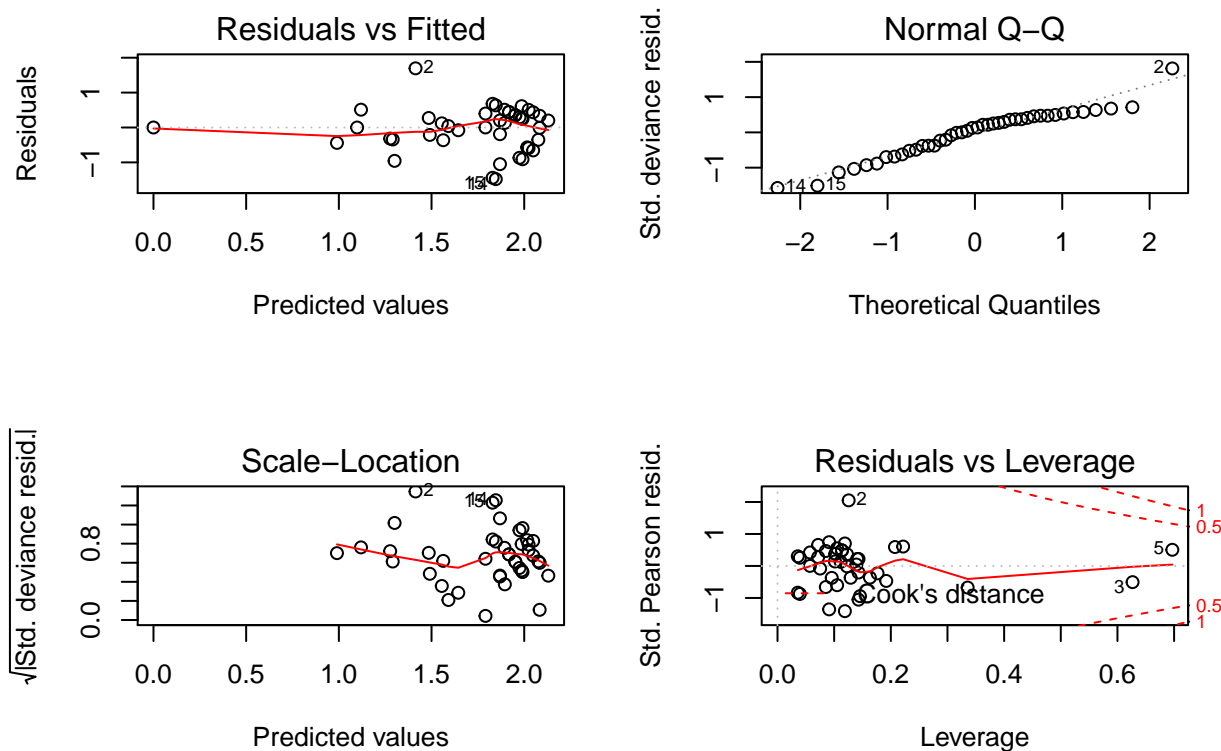 Residuals vs Fitted
Residuals
1
−1
2
15
14
0.0 0.5 1.0 1.5 2.0
Predicted values
Normal Q−Q
Std. deviance resid.
1
−1
2
14
15
−2 −1 0 1 2
Theoretical Quantiles
Scale−Location
√|Std. deviance resid.|
0.8
0.0
2
15
14
0.0 0.5 1.0 1.5 2.0
Predicted values
Residuals vs Leverage
Std. Pearson resid.
1
−1
2
5
3
Cook's distance
1
0.5
0.5
1
0.0 0.2 0.4 0.6
Leverage